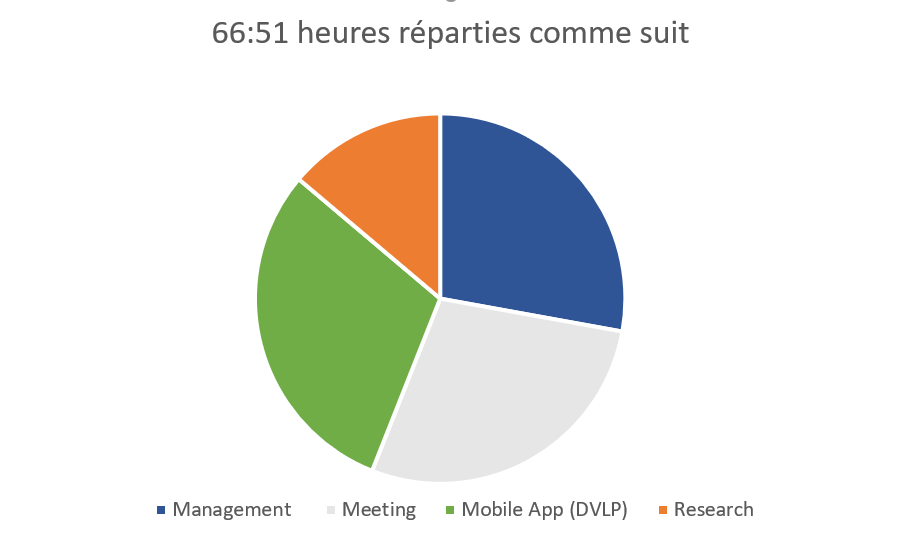 66:51 heures réparties comme suit
Management Meeting Mobile App (DVLP) Research